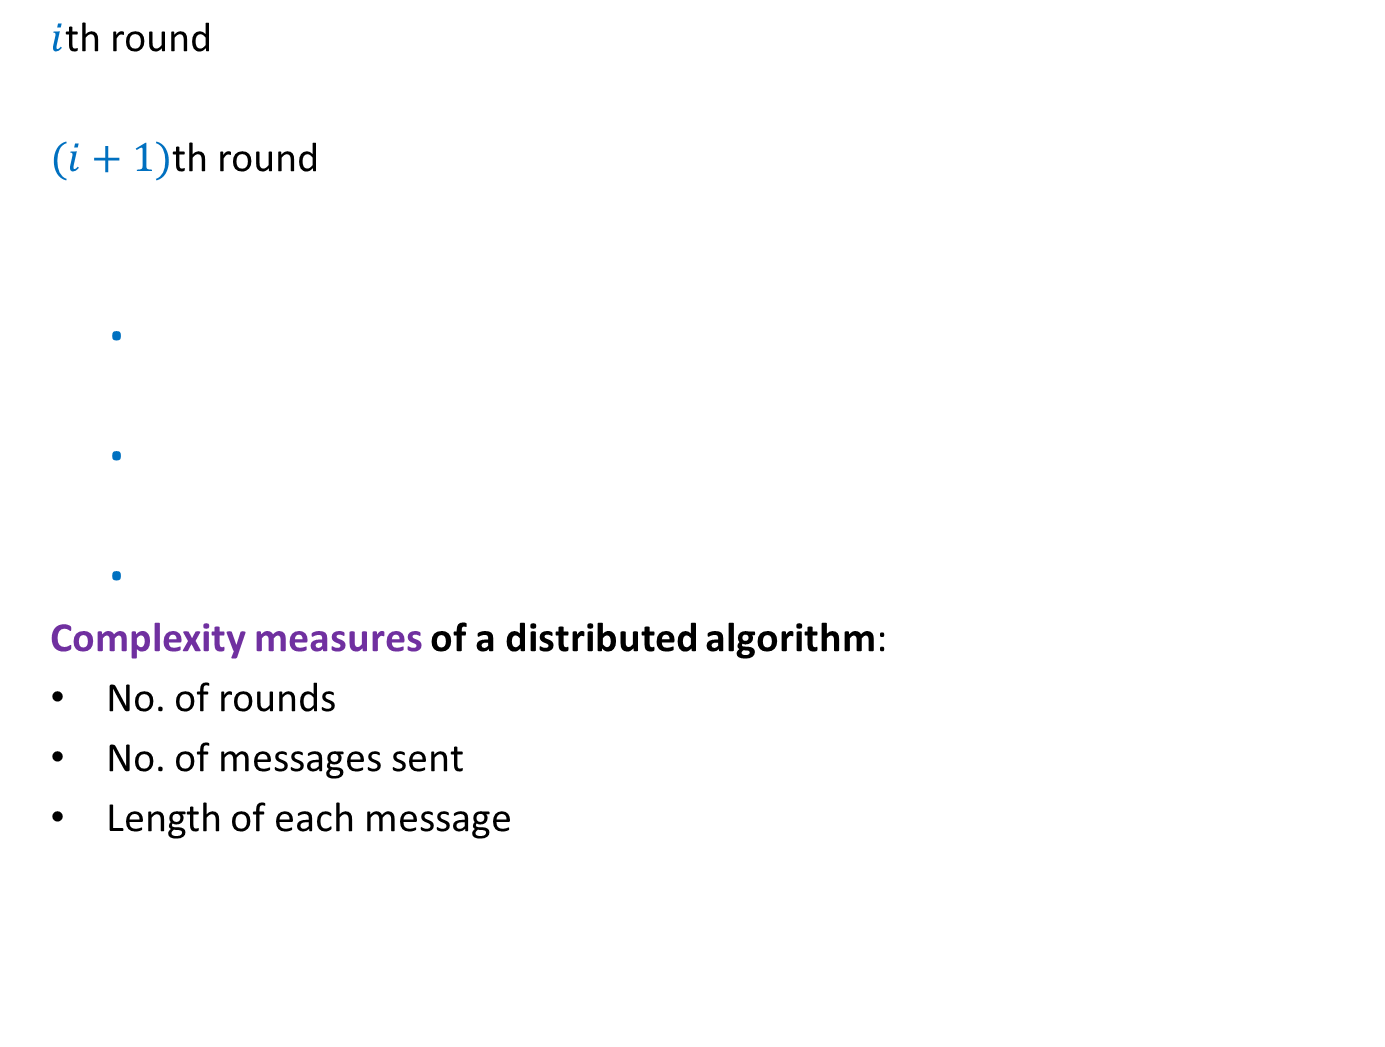 ith round
(i + 1)th round
.
.
.
Complexity measures of a distributed algorithm:
• No. of rounds
• No. of messages sent
• Length of each message